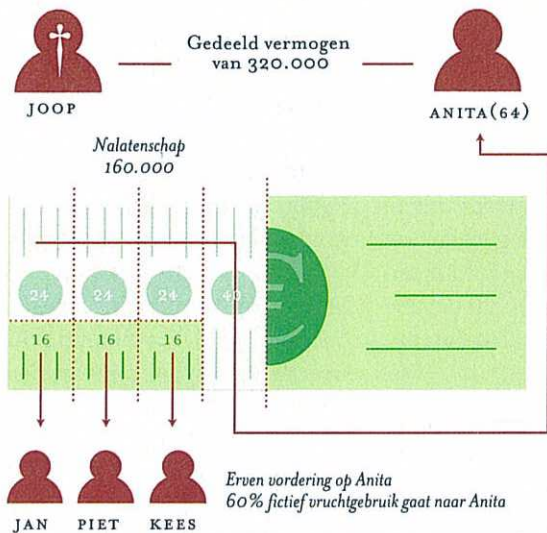 Gedeeld vermogen
van 320.000
JOOP
ANITA(64)
Nalatenschap
160.000
€
24 24 24 40
16 16 16
JAN PIET KEES
Erven vordering op Anita
60% fictief vruchtgebruik gaat naar Anita